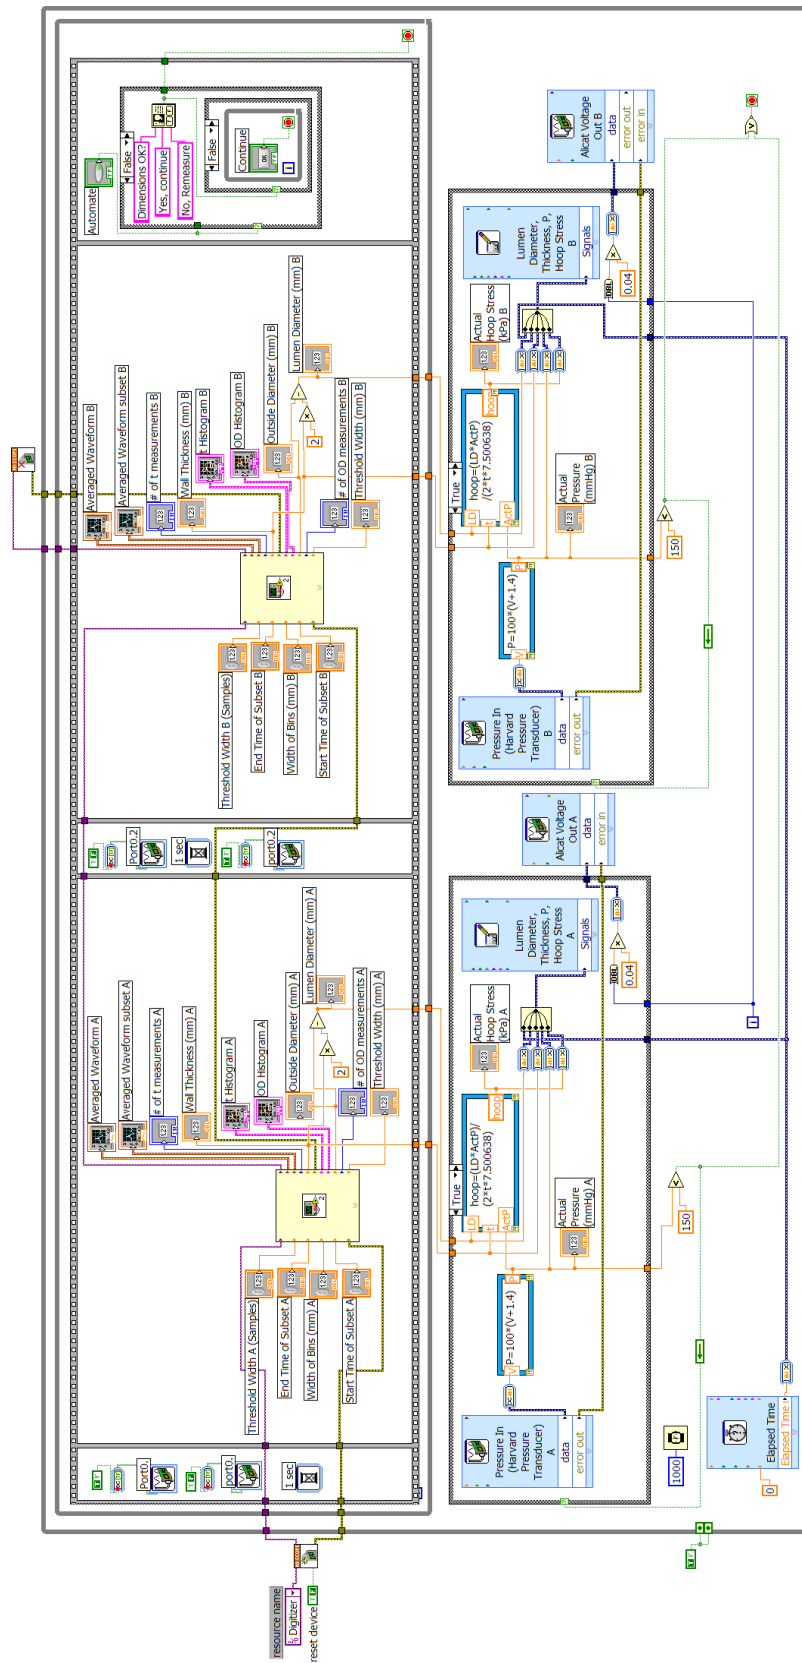 resource name
Digitizer
reset device
Port0.
port0.
1 sec
Threshold Width A (Samples)
End Time of Subset A
Width of Bins (mm) A
Start Time of Subset A
Averaged Waveform A
Averaged Waveform subset A
# of t measurements A
Wall Thickness (mm) A
t Histogram A
OD Histogram A
Outside Diameter (mm) A
Lumen Diameter (mm) A
2
# of OD measurements A
Threshold Width (mm) A
Port0.2
1 sec
port0.2
Threshold Width B (Samples)
End Time of Subset B
Width of Bins (mm) B
Start Time of Subset B
Averaged Waveform B
Averaged Waveform subset B
# of t measurements B
Wall Thickness (mm) B
t Histogram B
OD Histogram B
Outside Diameter (mm) B
Lumen Diameter (mm) B
2
# of OD measurements B
Threshold Width (mm) B
Automate
False
Dimensions OK?
Yes, continue
No, Remeasure
False
Continue
OK
i
True
Pressure In
(Harvard
Pressure
Transducer)
A
data
error out
V
P=100*(V+1.4)
P
LD
t
ActP
hoop=(LD*ActP)/
(2*t*7.500638)
hoop
Actual
Pressure
(mmHg) A
Actual
Hoop Stress
(kPa) A
Lumen
Diameter,
Thickness, P,
Hoop Stress
A
Signals
DBL
0.04
Alicat Voltage
Out A
data
error in
150
True
Pressure In
(Harvard
Pressure
Transducer)
B
data
error out
V
P=100*(V+1.4)
P
LD
t
ActP
hoop=(LD*ActP)
/(2*t*7.500638)
hoop
Actual
Pressure
(mmHg) B
Actual
Hoop Stress
(kPa) B
Lumen
Diameter,
Thickness, P,
Hoop Stress
B
Signals
DBL
0.04
Alicat Voltage
Out B
data
error out
error in
150
1000
0
Elapsed Time
Elapsed Time
i